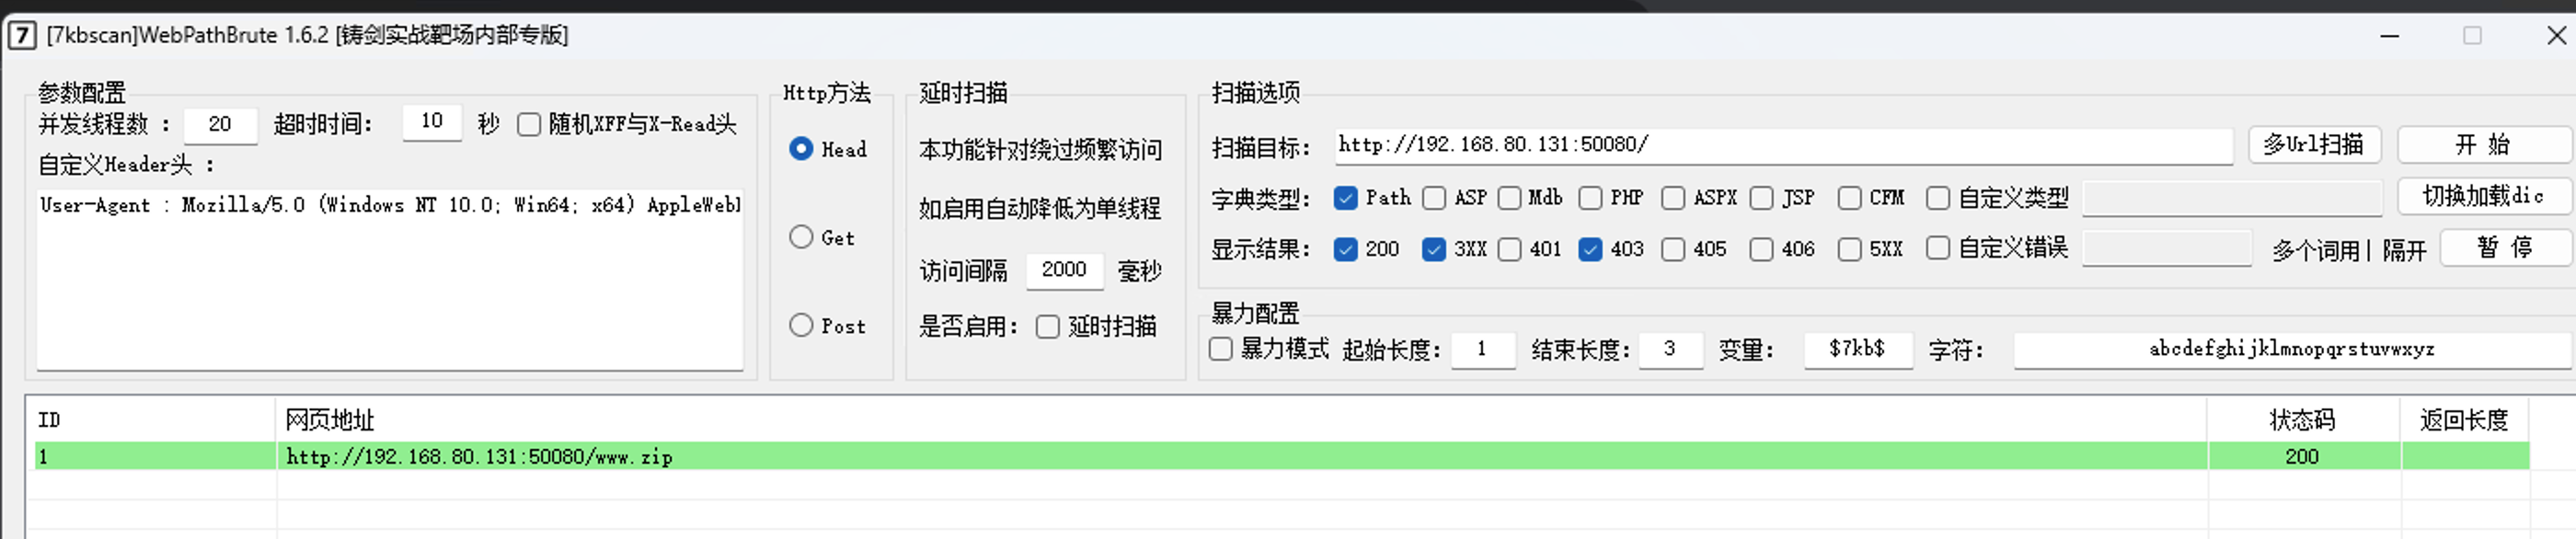 [7kbscan]WebPathBrute 1.6.2 [铸剑实战靶场内部专版]
参数配置
并发线程数 : 20 超时时间: 10 秒 随机XFF与X-Read头
自定义Header头 :
User-Agent : Mozilla/5.0 (Windows NT 10.0; Win64; x64) AppleWebl
Http方法
Head
Get
Post
延时扫描
本功能针对绕过频繁访问
如启用自动降低为单线程
访问间隔 2000 毫秒
是否启用: 延时扫描
扫描选项
扫描目标: http://192.168.80.131:50080/ 多Url扫描 开 始
字典类型: Path ASP Mdb PHP ASPX JSP CFM 自定义类型 切换加载dic
显示结果: 200 3XX 401 403 405 406 5XX 自定义错误 多个词用| 隔开 暂 停
暴力配置
暴力模式 起始长度: 1 结束长度: 3 变量: $7kb$ 字符: abcdefghijklmnopqrstuvwxyz
ID 网页地址 状态码 返回长度
1 http://192.168.80.131:50080/www.zip 200